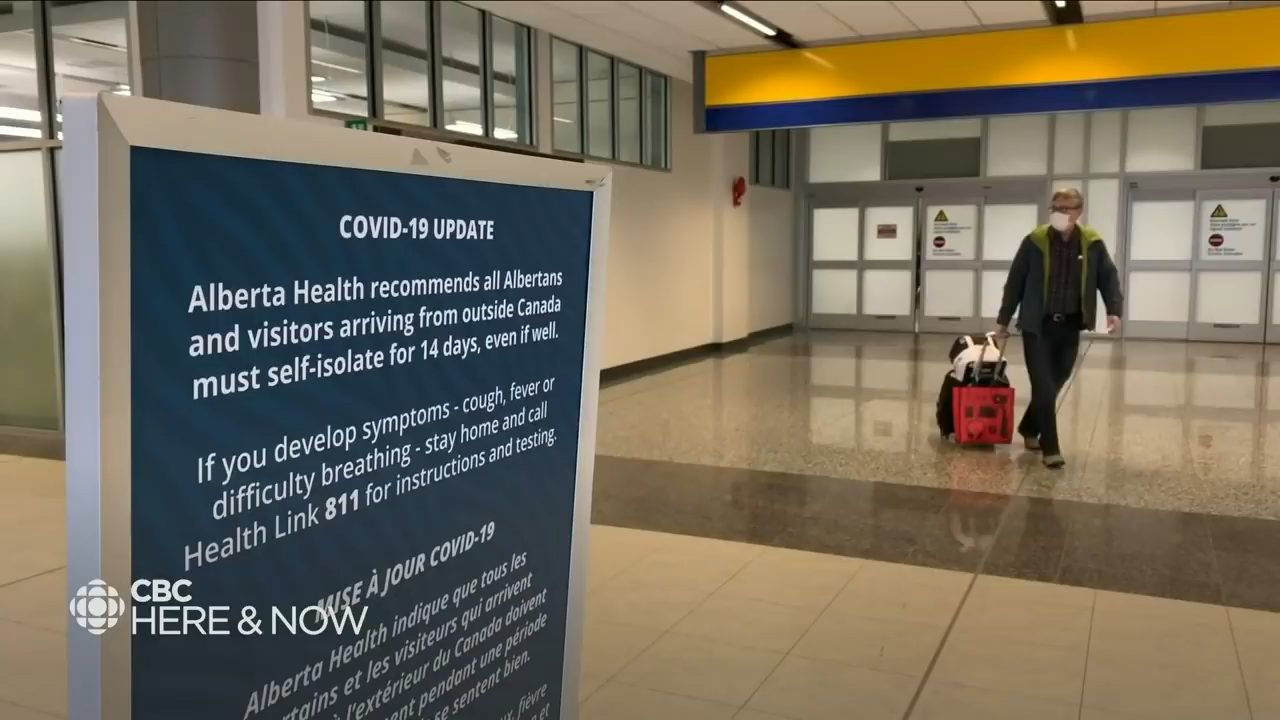 COVID-19 UPDATE
Alberta Health recommends all Albertans
and visitors arriving from outside Canada
must self-isolate for 14 days, even if well.
If you develop symptoms - cough, fever or
difficulty breathing - stay home and call
Health Link 811 for instructions and testing.
MISE À JOUR COVID-19
Alberta Health indique que tous les
et les visiteurs qui arrivent
l'extérieur du Canada doivent
pendant une période
se sentent bien.
fièvre
et
CBC
HERE & NOW